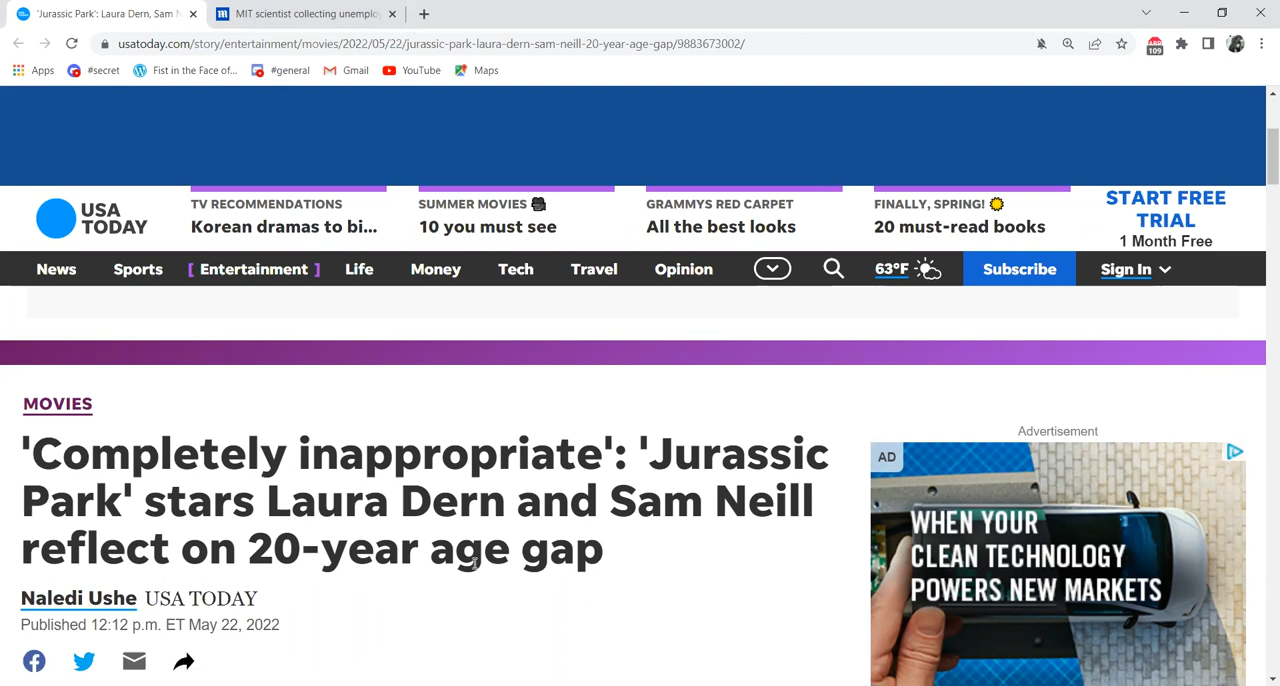 'Jurassic Park': Laura Dern, Sam N
MIT scientist collecting unemploy
usatoday.com/story/entertainment/movies/2022/05/22/jurassic-park-laura-dern-sam-neill-20-year-age-gap/9883673002/
109
Apps
#secret
Fist in the Face of...
#general
Gmail
YouTube
Maps
USA
TODAY
TV RECOMMENDATIONS
Korean dramas to bi...
SUMMER MOVIES
10 you must see
GRAMMYS RED CARPET
All the best looks
FINALLY, SPRING!
20 must-read books
START FREE
TRIAL
1 Month Free
News
Sports
[ Entertainment ]
Life
Money
Tech
Travel
Opinion
63°F
Subscribe
Sign In
MOVIES
'Completely inappropriate': 'Jurassic
Park' stars Laura Dern and Sam Neill
reflect on 20-year age gap
Naledi Ushe USA TODAY
Published 12:12 p.m. ET May 22, 2022
Advertisement
AD
WHEN YOUR
CLEAN TECHNOLOGY
POWERS NEW MARKETS